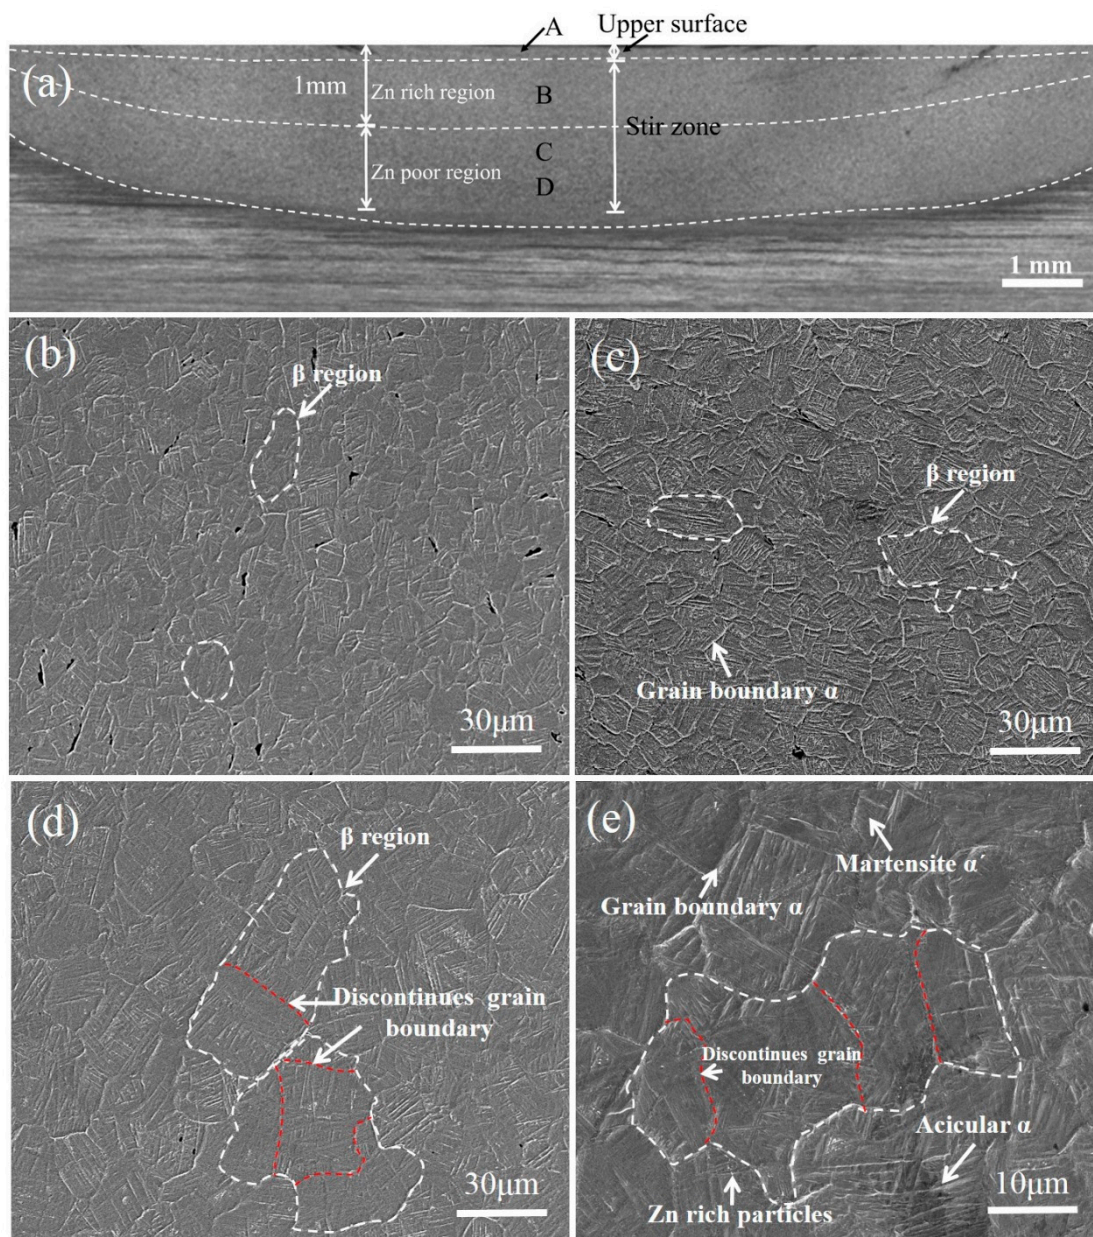 A
Upper surface
(a)
1mm
Zn rich region
B
Stir zone
C
Zn poor region
D
1 mm
(b)
β region
30μm
(c)
β region
Grain boundary α
30μm
(d)
β region
Discontinues grain
boundary
30μm
(e)
Martensite α´
Grain boundary α
Discontinues grain
boundary
Acicular α
Zn rich particles
10μm